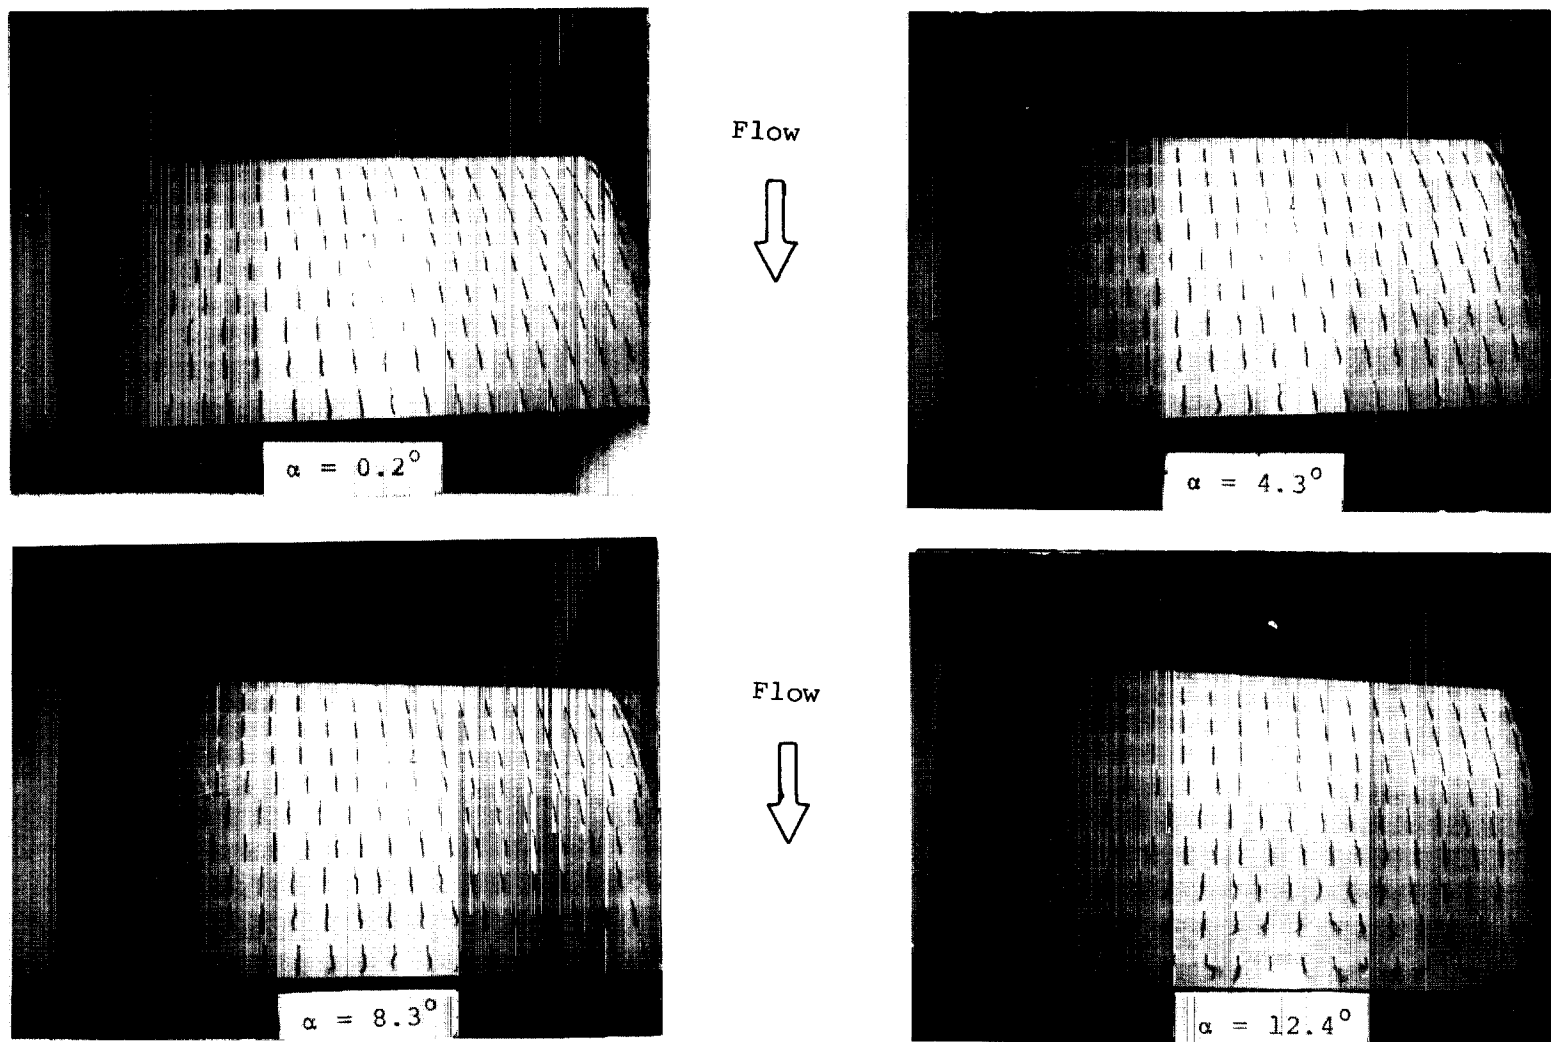 Flow
α = 0.2°
α = 4.3°
Flow
α = 8.3°
α = 12.4°